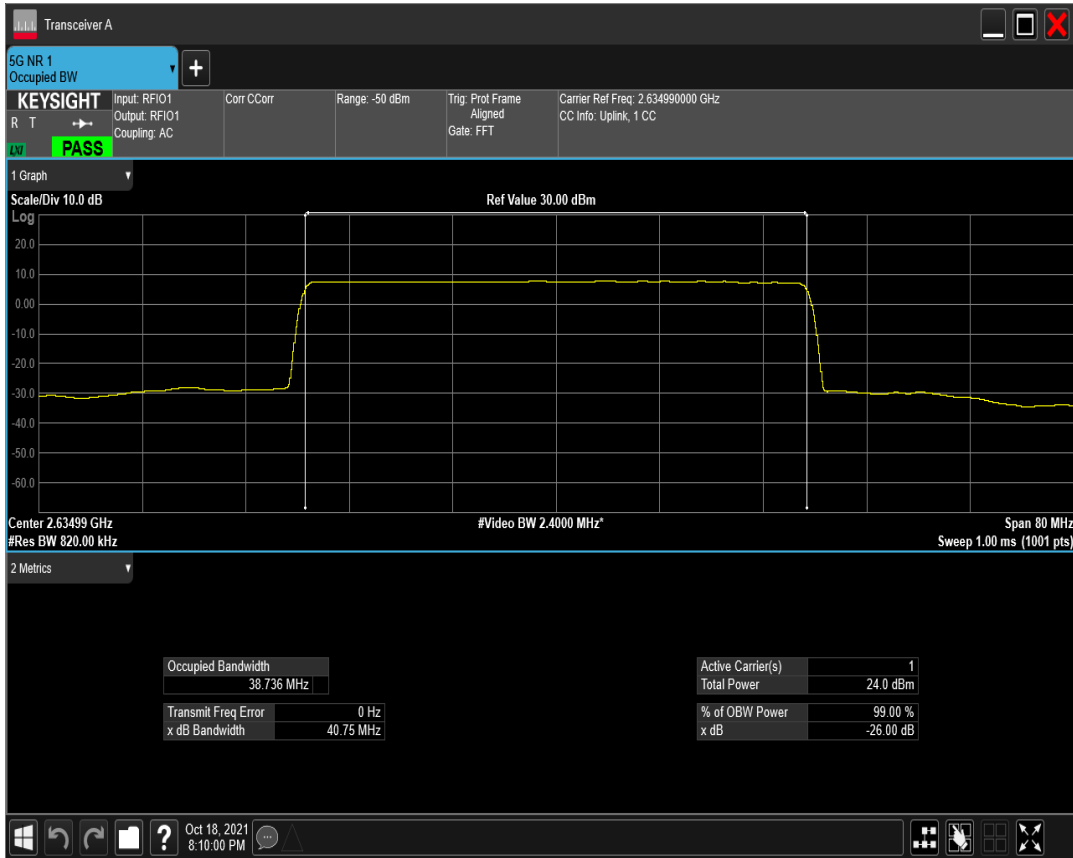 Transceiver A
5G NR 1
Occupied BW
KEYSIGHT
R T
LXI
PASS
Input: RFIO1
Output: RFIO1
Coupling: AC
Corr CCorr
Range: -50 dBm
Trig: Prot Frame
Aligned
Gate: FFT
Carrier Ref Freq: 2.634990000 GHz
CC Info: Uplink, 1 CC
1 Graph
Scale/Div 10.0 dB
Ref Value 30.00 dBm
Log
20.0
10.0
0.00
-10.0
-20.0
-30.0
-40.0
-50.0
-60.0
Center 2.63499 GHz
#Video BW 2.4000 MHz*
Span 80 MHz
#Res BW 820.00 kHz
Sweep 1.00 ms (1001 pts)
2 Metrics
Occupied Bandwidth
38.736 MHz
Transmit Freq Error 0 Hz
x dB Bandwidth 40.75 MHz
Active Carrier(s) 1
Total Power 24.0 dBm
% of OBW Power 99.00 %
x dB -26.00 dB
Oct 18, 2021
8:10:00 PM